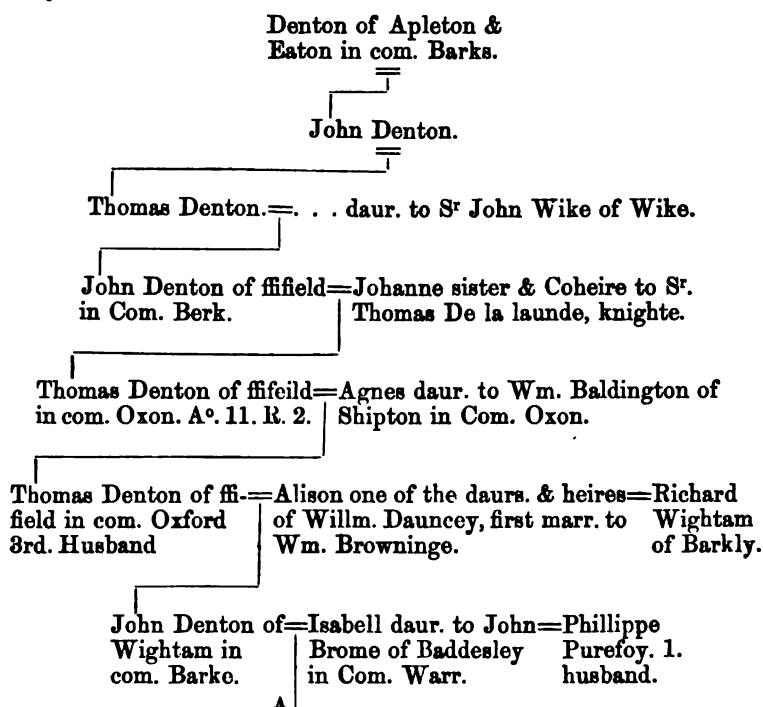 Denton of Apleton &
Eaton in com. Barks.
=
John Denton.
=
Thomas Denton.=. . . daur. to Sʳ John Wike of Wike.
John Denton of ffifield=Johanne sister & Coheire to Sʳ.
in Com. Berk. Thomas De la launde, knighte.
Thomas Denton of ffifeild=Agnes daur. to Wm. Baldington of
in com. Oxon. Aº. 11. R. 2. Shipton in Com. Oxon.
Thomas Denton of ffi-=Alison one of the daurs. & heires=Richard
field in com. Oxford of Willm. Dauncey, first marr. to Wightam
3rd. Husband Wm. Browninge. of Barkly.
John Denton of=Isabell daur. to John=Phillippe
Wightam in Brome of Baddesley Purefoy. 1.
com. Barke. in Com. Warr. husband.
A